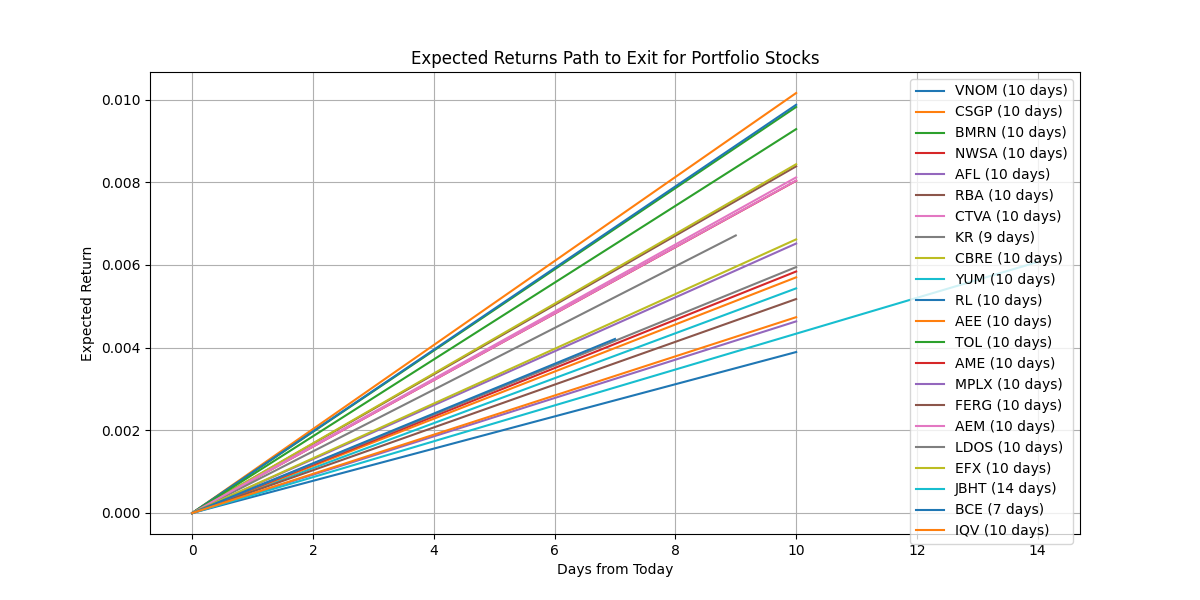 Expected Returns Path to Exit for Portfolio Stocks
Expected Return
0.010
0.008
0.006
0.004
0.002
0.000
VNOM (10 days)
CSGP (10 days)
BMRN (10 days)
NWSA (10 days)
AFL (10 days)
RBA (10 days)
CTVA (10 days)
KR (9 days)
CBRE (10 days)
YUM (10 days)
RL (10 days)
AEE (10 days)
TOL (10 days)
AME (10 days)
MPLX (10 days)
FERG (10 days)
AEM (10 days)
LDOS (10 days)
EFX (10 days)
JBHT (14 days)
BCE (7 days)
IQV (10 days)
0 2 4 6 8 10 12 14
Days from Today